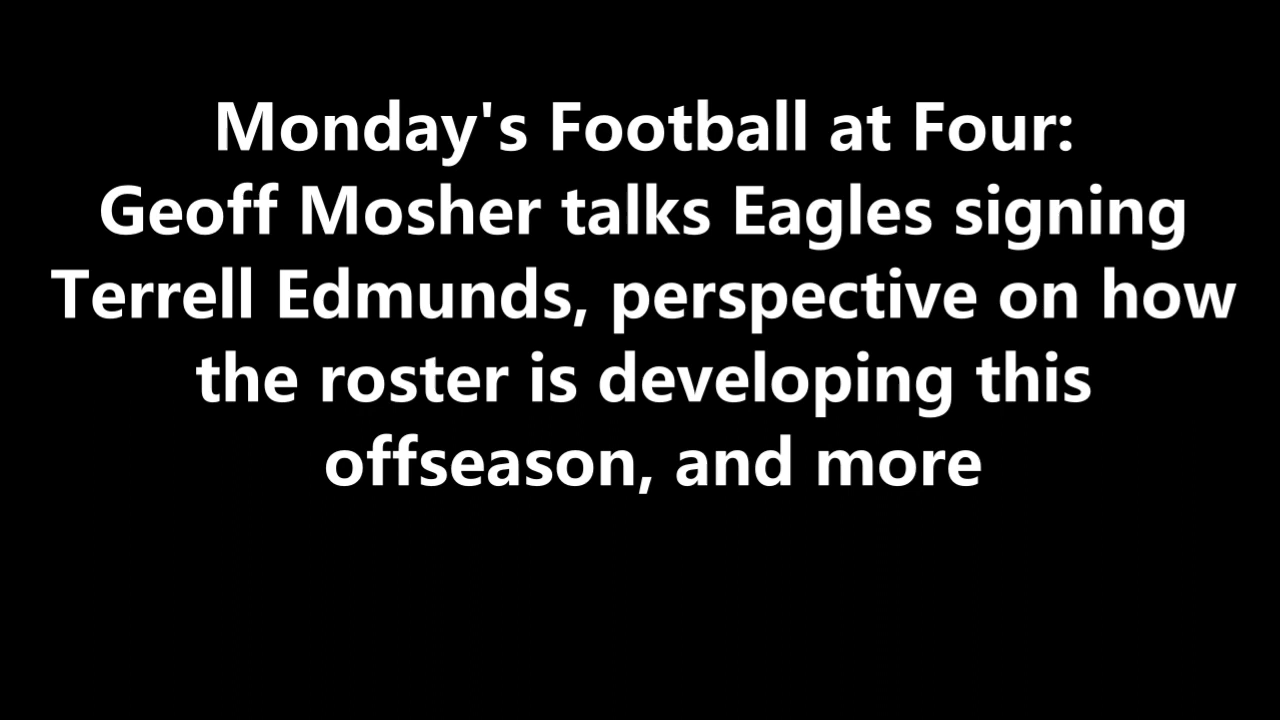 Monday's Football at Four:
Geoff Mosher talks Eagles signing
Terrell Edmunds, perspective on how
the roster is developing this
offseason, and more